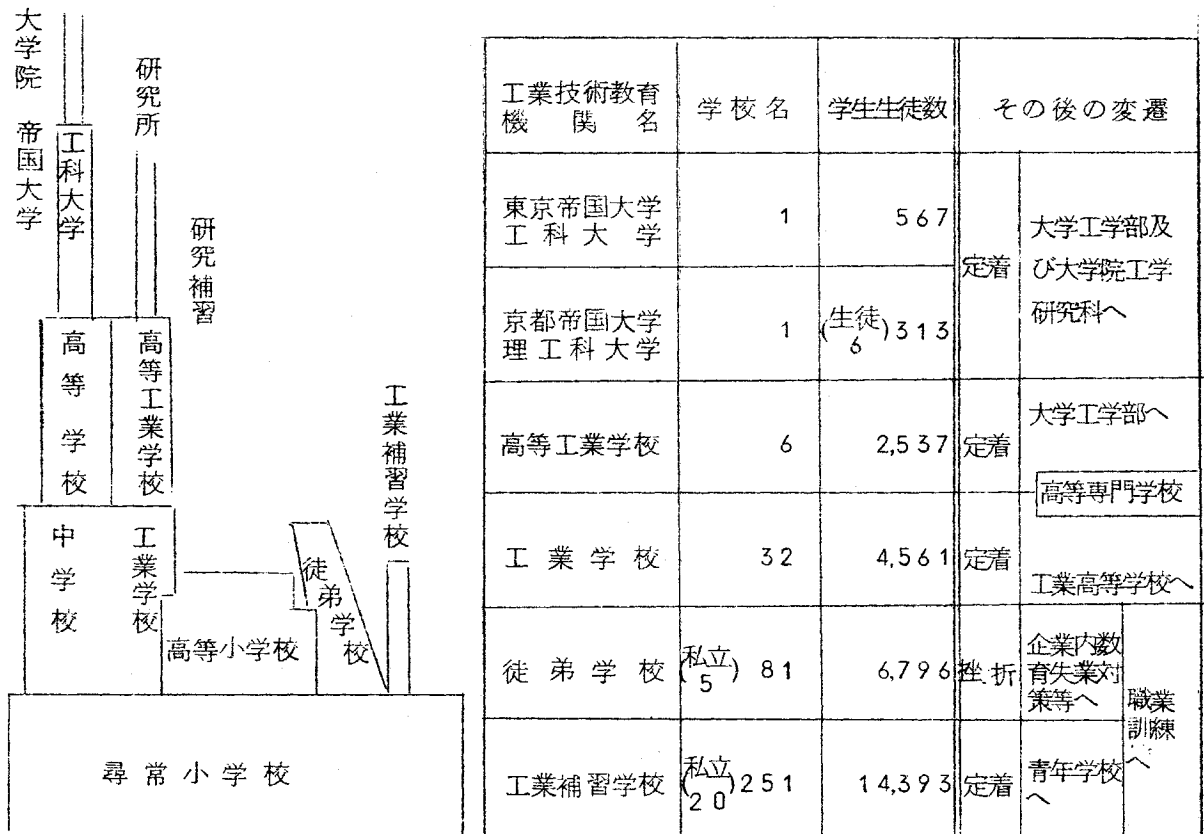 大学院 帝国大学
工科大学
研究所
研究補習
高等学校
高等工業学校
工業補習学校
中学校
工業学校
高等小学校
徒弟学校
尋常小学校
工業技術教育
機関名
学校名
学生生徒数
その後の変遷
東京帝国大学
工科大学
1
567
定着
大学工学部及
び大学院工学
研究科へ
京都帝国大学
理工科大学
1
(生徒6)313
高等工業学校
6
2,537
定着
大学工学部へ
高等専門学校
工業学校
32
4,561
定着
工業高等学校へ
徒弟学校
(私立5)81
6,796
挫折
企業内数
育失業対
策等へ
職業
訓練
へ
工業補習学校
(私立20)251
14,393
定着
青年学校
へ